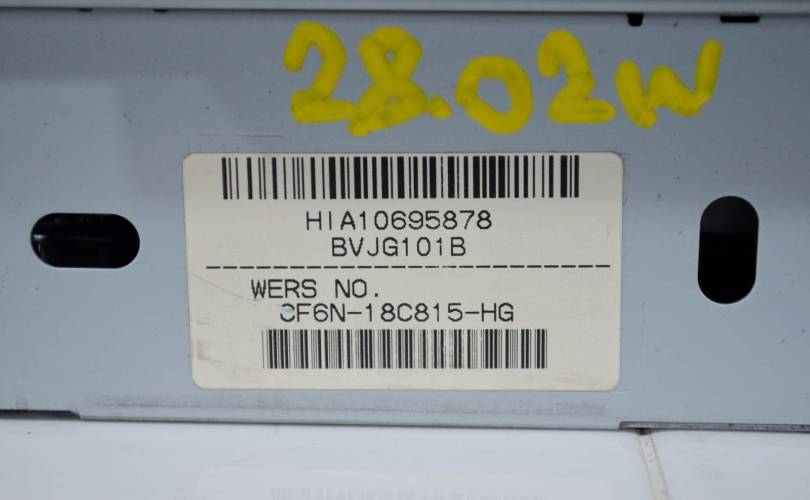 28.02W
HIA10695878
BVJG101B
WERS NO.
CF6N-18C815-HG